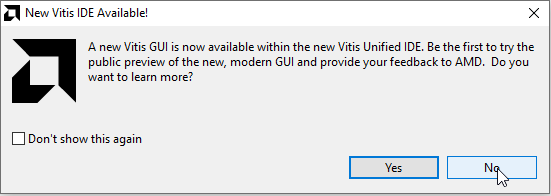 New Vitis IDE Available!
A new Vitis GUI is now available within the new Vitis Unified IDE. Be the first to try the
public preview of the new, modern GUI and provide your feedback to AMD.  Do you
want to learn more?
Don't show this again
Yes
No